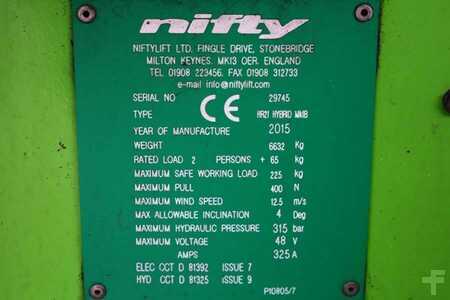 nifty
NIFTYLIFT LTD. FINGLE DRIVE, STONEBRIDGE
MILTON KEYNES. MK13 OER. ENGLAND
TEL 01908 223456. FAX 01908 312733
e-mail info@niftylift.com
SERIAL NO 29745
CE
TYPE HR21 HYBRID MKIIB
YEAR OF MANUFACTURE 2015
WEIGHT 6632 Kg
RATED LOAD 2 PERSONS + 65 Kg
MAXIMUM SAFE WORKING LOAD 225 Kg
MAXIMUM PULL 400 N
MAXIMUM WIND SPEED 12.5 m/s
MAX ALLOWABLE INCLINATION 4 Deg
MAXIMUM HYDRAULIC PRESSURE 315 bar
MAXIMUM VOLTAGE 48 V
AMPS 325 A
ELEC CCT D 81392 ISSUE 7
HYD CCT D 81325 ISSUE 9
P10805/7